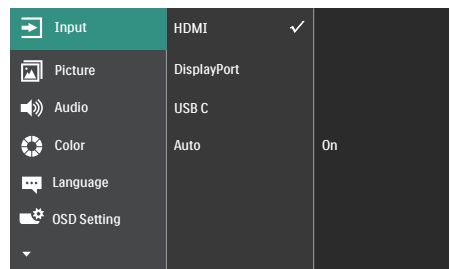 Input
Picture
Audio
Color
Language
OSD Setting
HDMI
DisplayPort
USB C
Auto
On